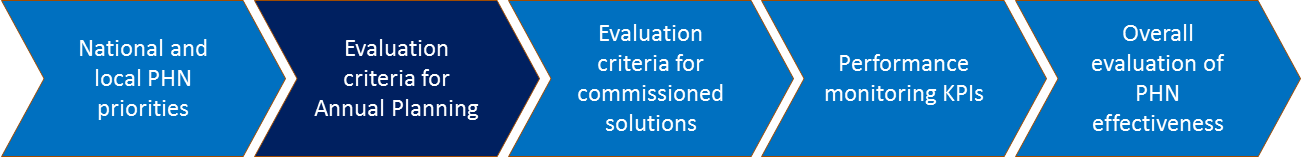 National and
local PHN
priorities
Evaluation
criteria for
Annual Planning
Evaluation
criteria for
commissioned
solutions
Performance
monitoring KPIs
Overall
evaluation of
PHN
effectiveness